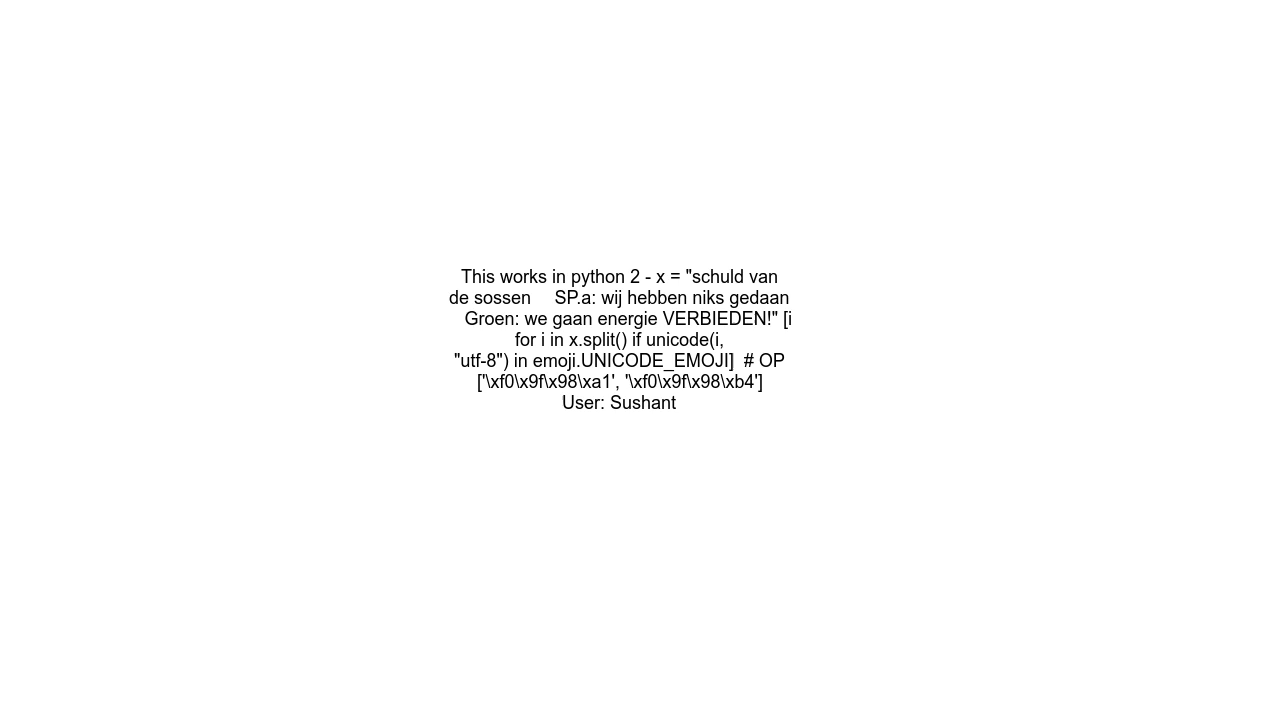 This works in python 2 - x = "schuld van
de sossen     SP.a: wij hebben niks gedaan
Groen: we gaan energie VERBIEDEN!" [i
for i in x.split() if unicode(i,
"utf-8") in emoji.UNICODE_EMOJI]  # OP
['\xf0\x9f\x98\xa1', '\xf0\x9f\x98\xb4']
User: Sushant